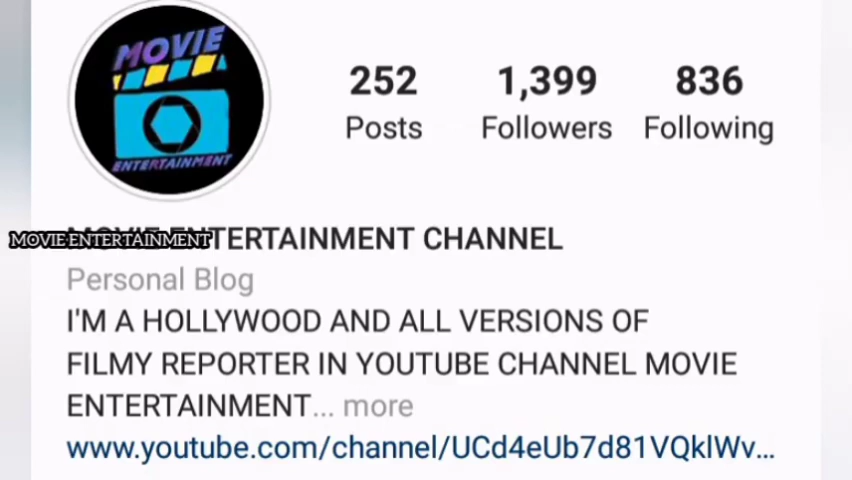 MOVIE
ENTERTAINMENT
252 1,399 836
Posts Followers Following
MOVIE ENTERTAINMENT CHANNEL
MOVIE ENTERTAINMENT
Personal Blog
I'M A HOLLYWOOD AND ALL VERSIONS OF
FILMY REPORTER IN YOUTUBE CHANNEL MOVIE
ENTERTAINMENT... more
www.youtube.com/channel/UCd4eUb7d81VQklWv...